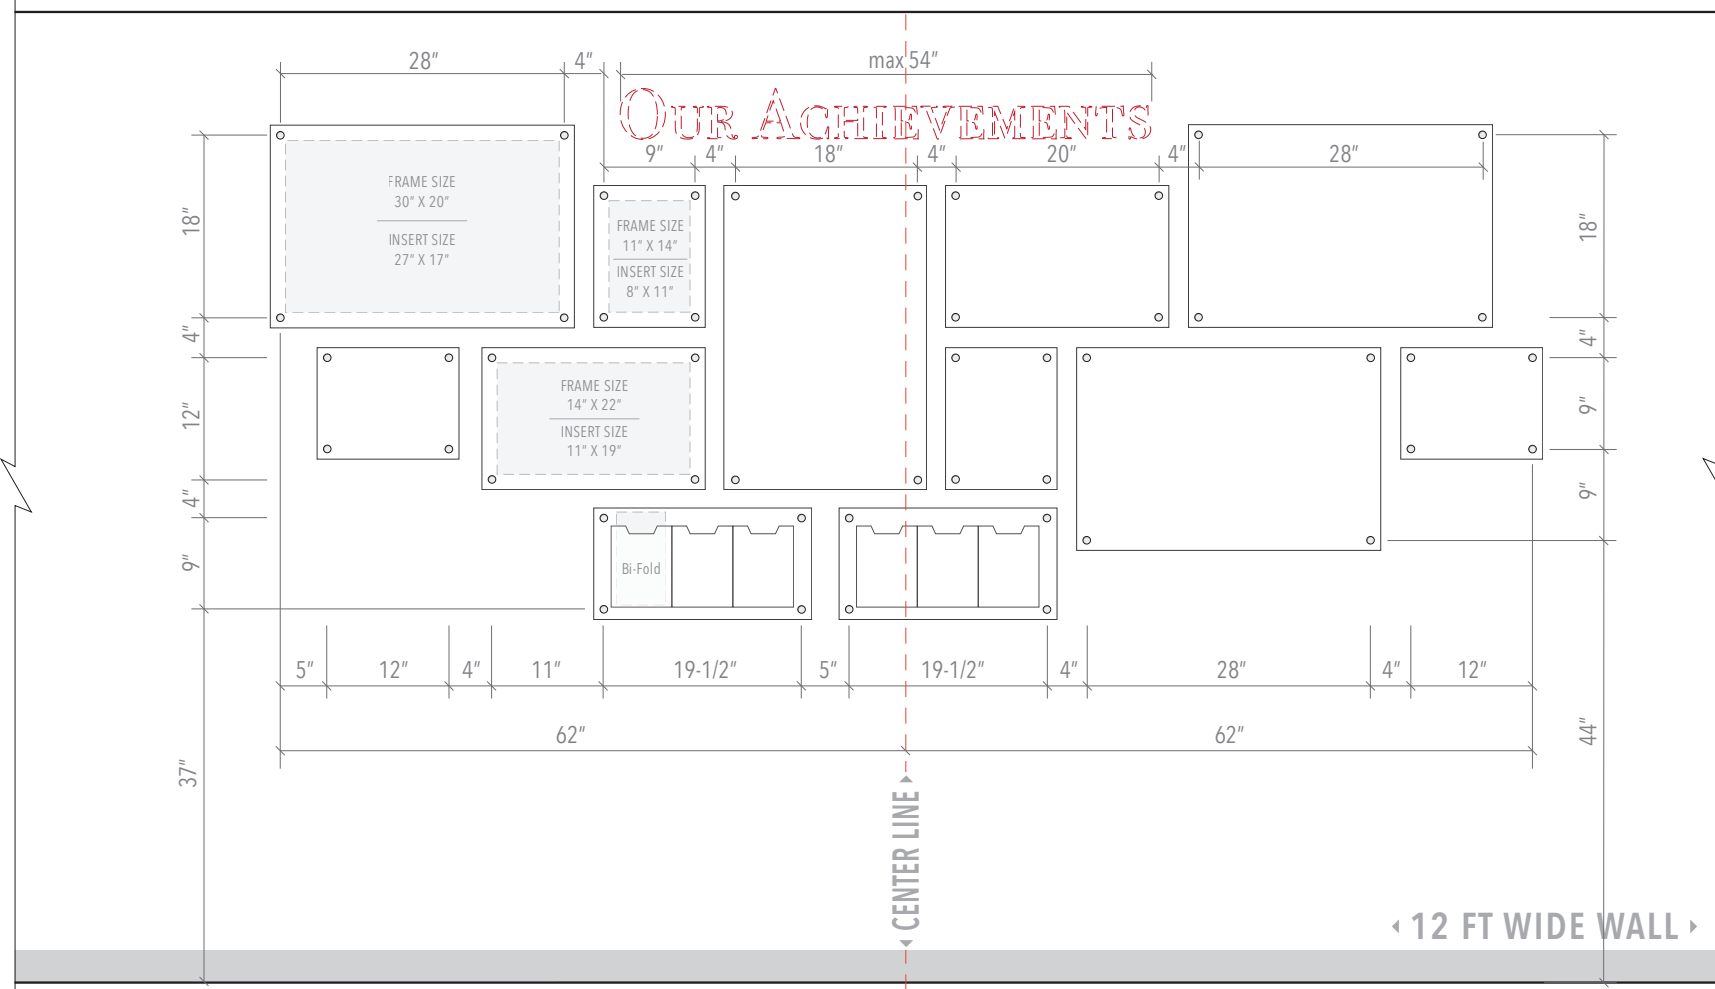 28" 4" max 54"
OUR ACHIEVEMENTS
9" 4" 18" 4" 20" 4" 28"
FRAME SIZE
30" X 20"
INSERT SIZE
27" X 17"
FRAME SIZE
11" X 14"
INSERT SIZE
8" X 11"
18"
18"
4"
4"
FRAME SIZE
14" X 22"
INSERT SIZE
11" X 19"
12"
9"
4"
9"
Bi-Fold
9"
5" 12" 4" 11" 19-1/2" 5" 19-1/2" 4" 28" 4" 12"
62" 62"
44"
37"
CENTER LINE
12 FT WIDE WALL